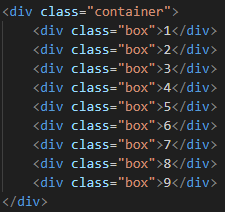 <div class="container">
    <div class="box">1</div>
    <div class="box">2</div>
    <div class="box">3</div>
    <div class="box">4</div>
    <div class="box">5</div>
    <div class="box">6</div>
    <div class="box">7</div>
    <div class="box">8</div>
    <div class="box">9</div>
</div>